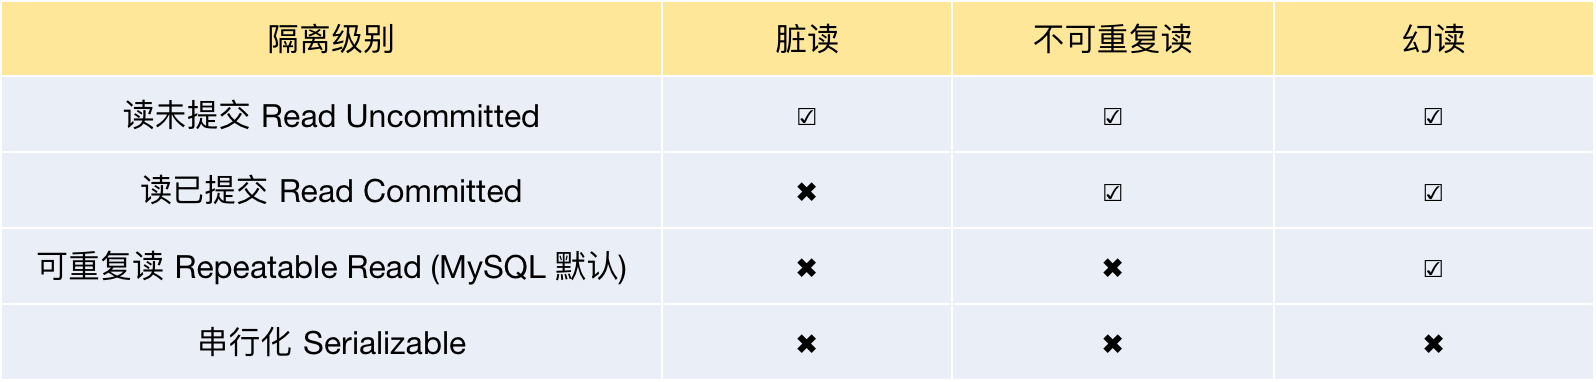 隔离级别 脏读 不可重复读 幻读
读未提交 Read Uncommitted ☑ ☑ ☑
读已提交 Read Committed ✖ ☑ ☑
可重复读 Repeatable Read (MySQL 默认) ✖ ✖ ☑
串行化 Serializable ✖ ✖ ✖